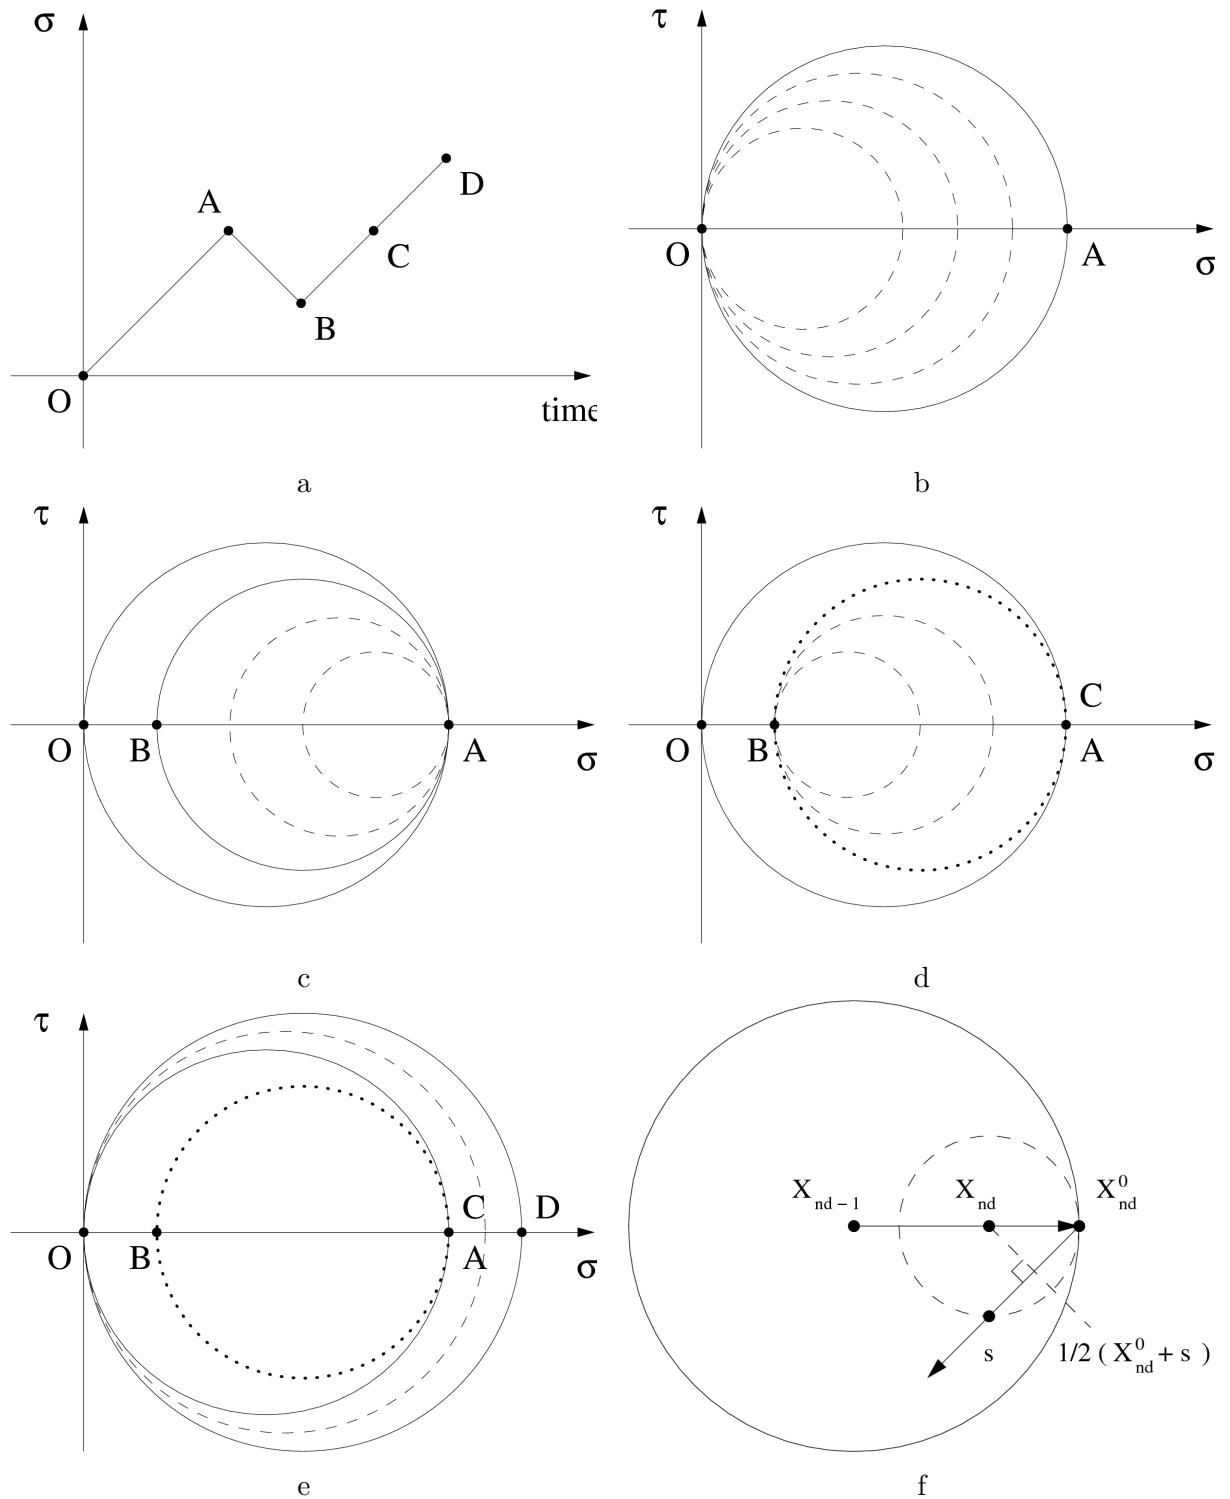 σ
A
D
C
B
O
time
a
τ
O
A
σ
b
τ
O
B
A
σ
c
τ
C
O
B
A
σ
d
τ
C
D
O
B
A
σ
e
X nd – 1
X nd
X 0 nd
s
1/2 ( X 0 nd + s )
f